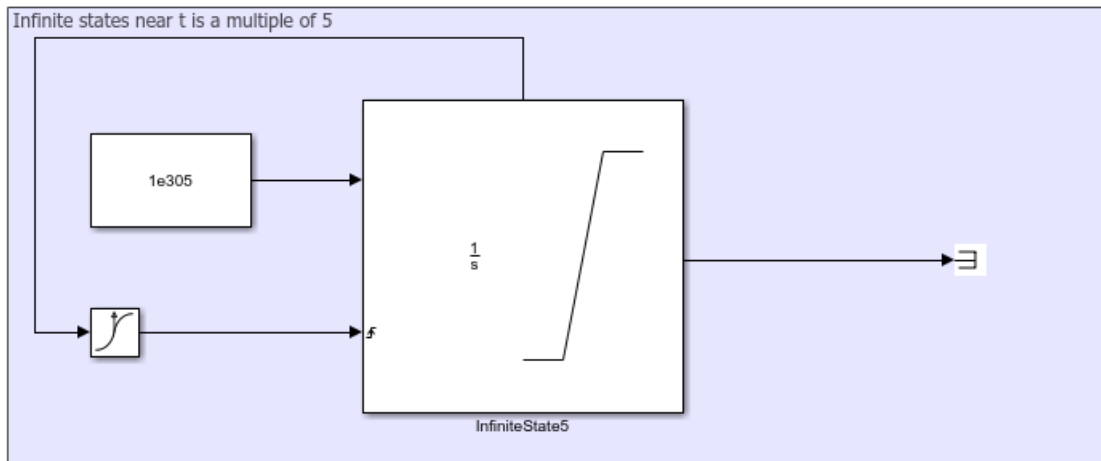 Infinite states near t is a multiple of 5
1e305
1
s
InfiniteState5